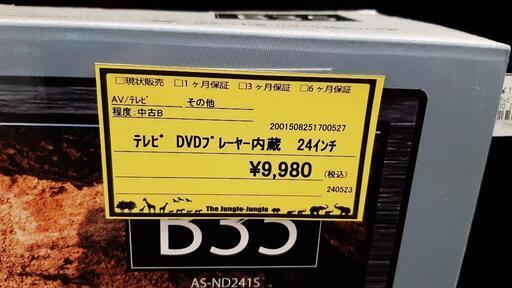 B35
□現状販売 □1ヶ月保証 □3ヶ月保証 □6ヶ月保証
AV/テレビ その他
程度:中古B
2001508251700527
テレビ DVDプレーヤー内蔵 24インチ
¥9,980 (税込)
240523
The Jungle-Jungle
B35
AS-ND241S